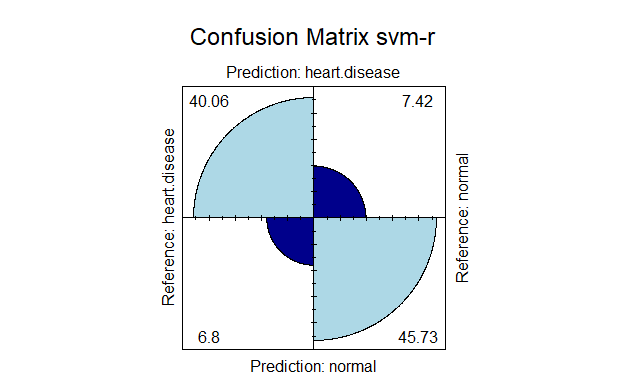 Confusion Matrix svm-r
Prediction: heart.disease
40.06
7.42
Reference: heart.disease
Reference: normal
6.8
45.73
Prediction: normal